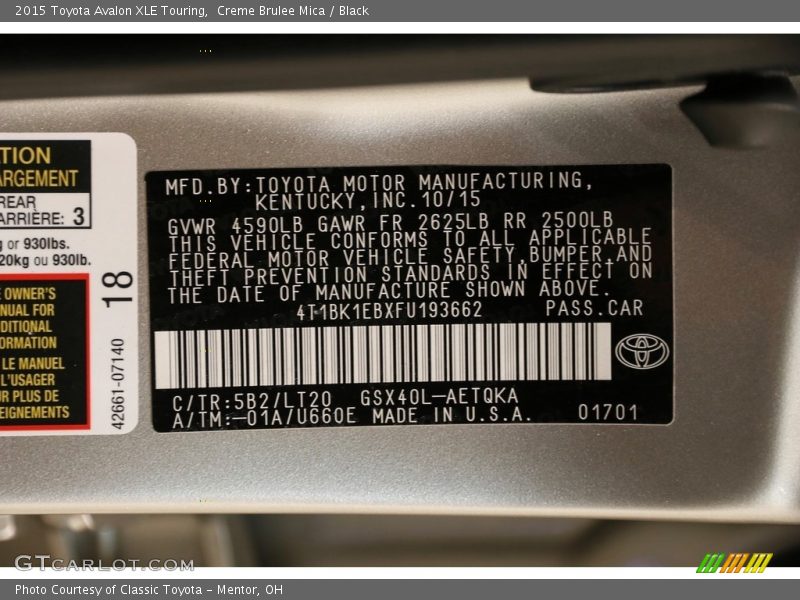 2015 Toyota Avalon XLE Touring,  Creme Brulee Mica / Black
TION
ARGEMENT
REAR
ARRIÈRE: 3
g or 930lbs.
20kg ou 930lb.
E OWNER'S
NUAL FOR
DITIONAL
ORMATION
LE MANUEL
L'USAGER
UR PLUS DE
EIGNEMENTS
18
42661-07140
MFD.BY:TOYOTA MOTOR MANUFACTURING,
KENTUCKY,INC.10/15
GVWR 4590LB GAWR FR 2625LB RR 2500LB
THIS VEHICLE CONFORMS TO ALL APPLICABLE
FEDERAL MOTOR VEHICLE SAFETY,BUMPER,AND
THEFT PREVENTION STANDARDS IN EFFECT ON
THE DATE OF MANUFACTURE SHOWN ABOVE.
4T1BK1EBXFU193662 PASS.CAR
C/TR:5B2/LT20 GSX40L-AETQKA
A/TM:-01A/U660E MADE IN U.S.A. 01701
TOYOTA
GTCARLOT.COM
Photo Courtesy of Classic Toyota - Mentor, OH